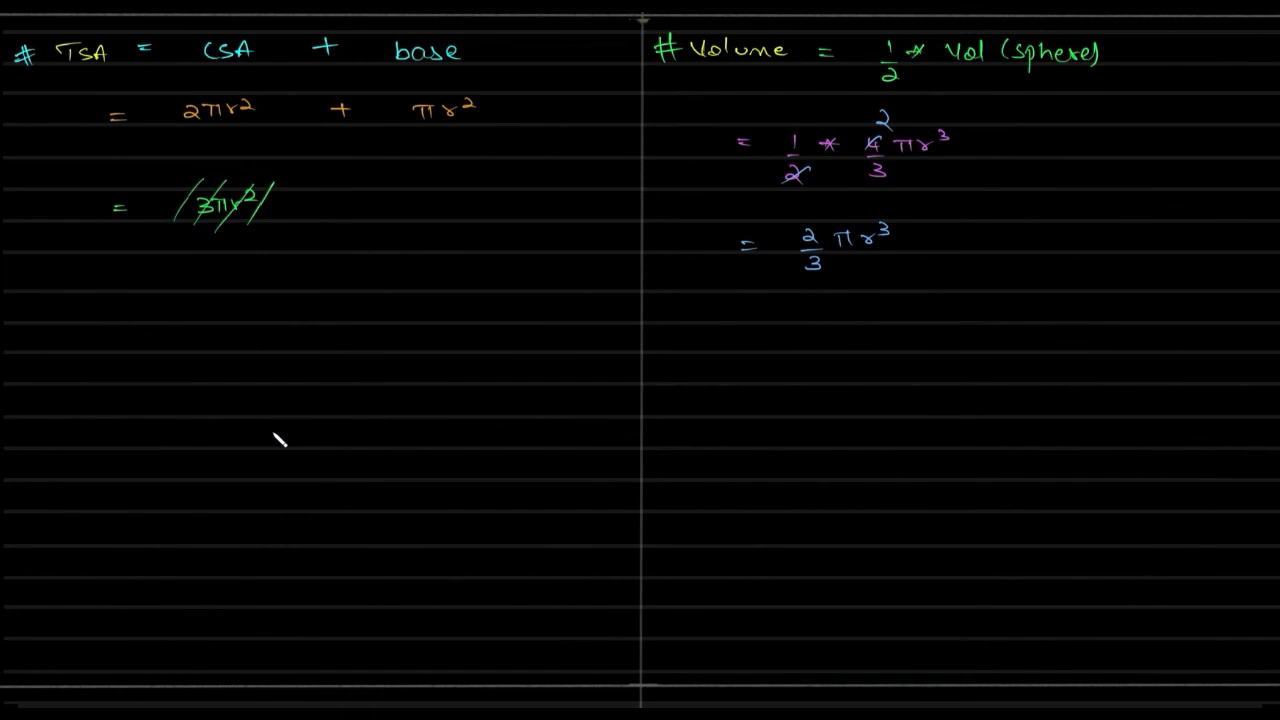 # TSA = CSA + base
= 2πr² + πr²
= 3πr²
# Volume = 1/2 * Vol (sphere)
2
= 1/2 * 4/3 πr³
= 2/3 πr³